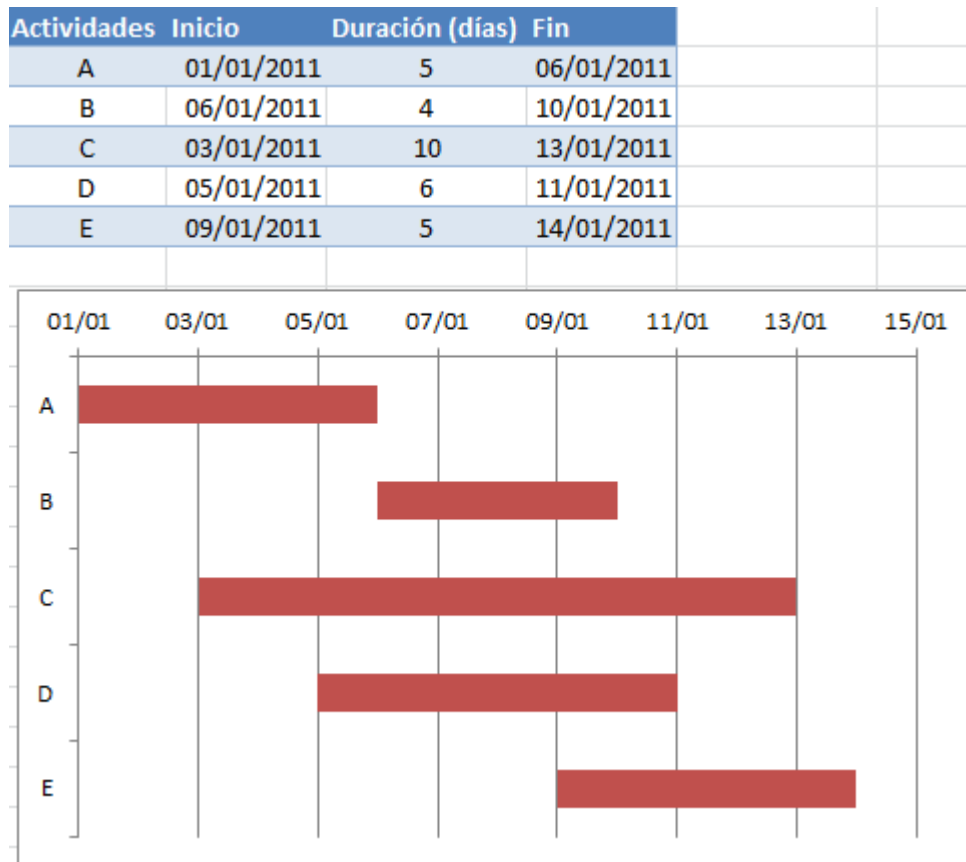 Actividades Inicio Duración (días) Fin
A 01/01/2011 5 06/01/2011
B 06/01/2011 4 10/01/2011
C 03/01/2011 10 13/01/2011
D 05/01/2011 6 11/01/2011
E 09/01/2011 5 14/01/2011
01/01 03/01 05/01 07/01 09/01 11/01 13/01 15/01
A
B
C
D
E